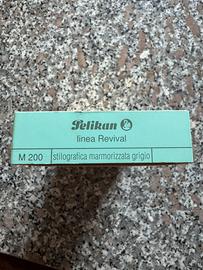 Pelikan
linea Revival
M 200 stilografica marmorizzata grigio